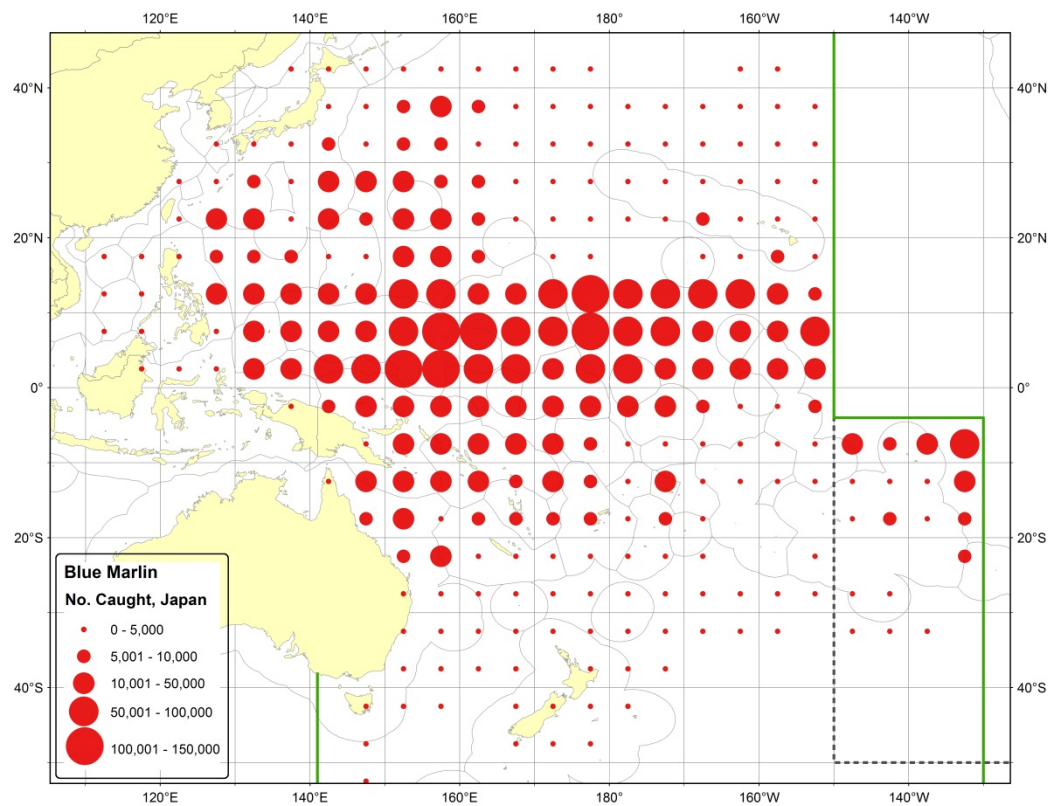 120°E 140°E 160°E 180° 160°W 140°W
40°N 40°N
20°N 20°N
0° 0°
20°S 20°S
Blue Marlin
No. Caught, Japan
0 - 5,000
5,001 - 10,000
10,001 - 50,000
50,001 - 100,000
100,001 - 150,000
40°S 40°S
120°E 140°E 160°E 180° 160°W 140°W